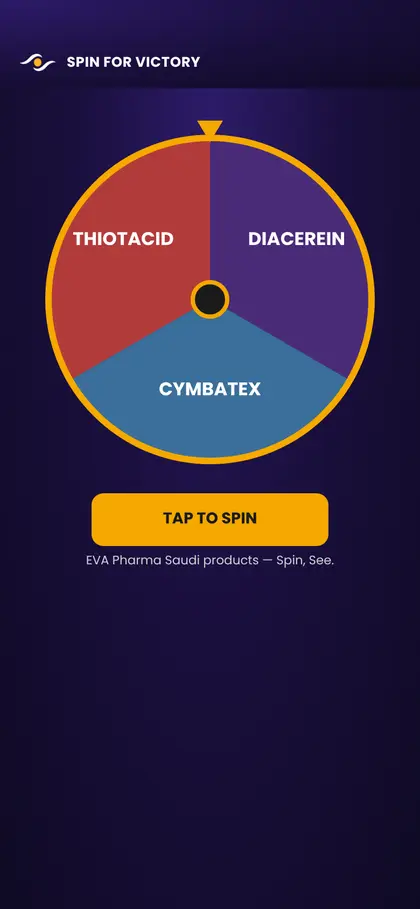 SPIN FOR VICTORY
THIOTACID
DIACEREIN
CYMBATEX
TAP TO SPIN
EVA Pharma Saudi products — Spin, See.